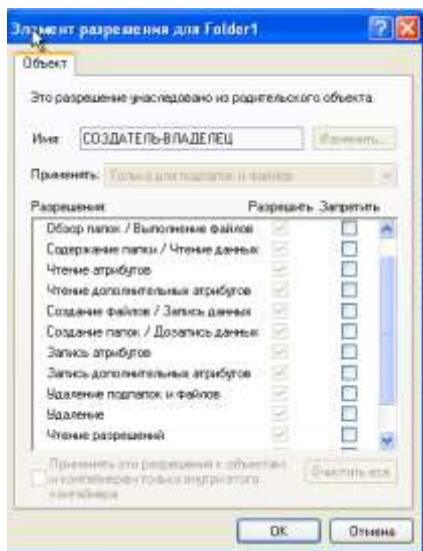 Элемент разрешения для Folder1
Объект
Это разрешение унаследовано из родительского объекта.
Имя: СОЗДАТЕЛЬ-ВЛАДЕЛЕЦ Изменить...
Применять: Только для подпапок и файлов
Разрешения: Разрешить Запретить
Обзор папок / Выполнение файлов
Содержание папки / Чтение данных
Чтение атрибутов
Чтение дополнительных атрибутов
Создание файлов / Запись данных
Создание папок / Дозапись данных
Запись атрибутов
Запись дополнительных атрибутов
Удаление подпапок и файлов
Удаление
Чтение разрешений
Применять эти разрешения к объектам
и контейнерам только внутри этого
контейнера
Очистить все
ОК Отмена